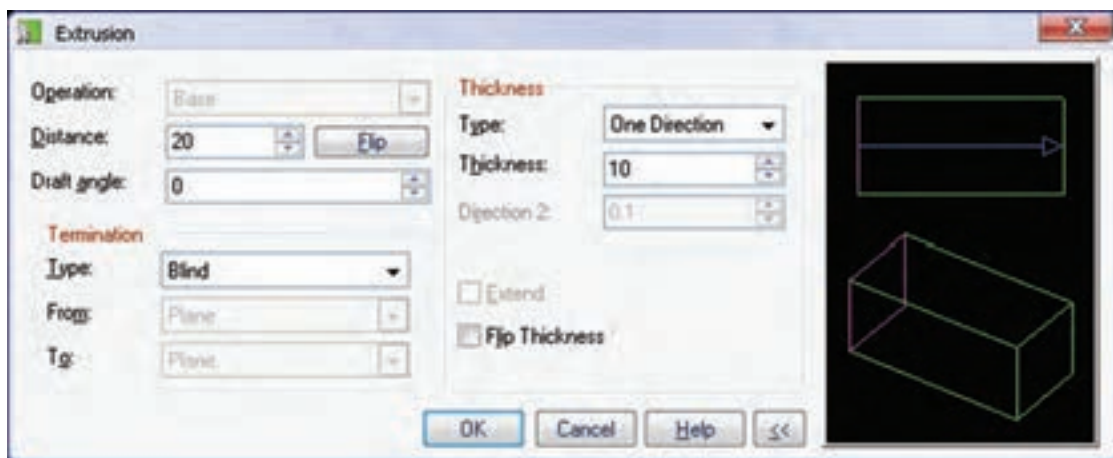 Extrusion
Operation: Base
Distance: 20 Flip
Draft angle: 0
Termination
Type: Blind
From: Plane
To: Plane
Thickness
Type: One Direction
Thickness: 10
Direction 2: 0.1
Extend
Flip Thickness
OK Cancel Help <<